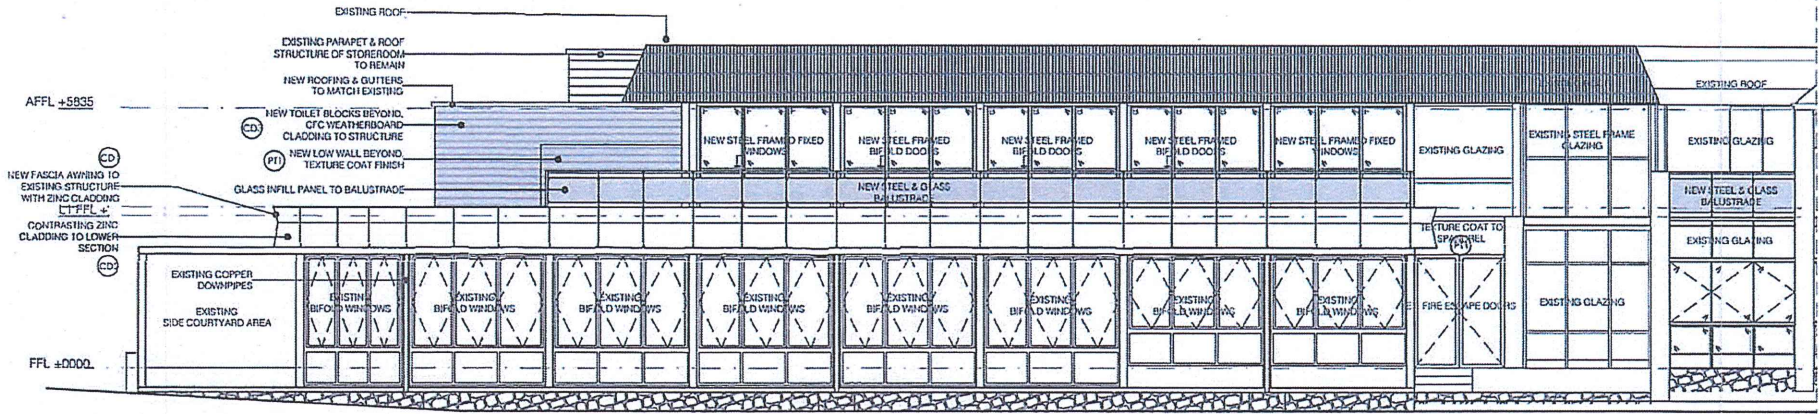 EXISTING ROOF
EXISTING PARAPET & ROOF
STRUCTURE OF STOREROOM
TO REMAIN
NEW ROOFING & GUTTERS
TO MATCH EXISTING
AFFL +5935
NEW TOILET BLOCKS BEYOND,
CFC WEATHERBOARD
CLADDING TO STRUCTURE
NEW LOW WALL BEYOND,
TEXTURE COAT FINISH
PT1
CD
NEW FASCIA AWNING TO
EXISTING STRUCTURE
WITH ZINC CLADDING
GLASS INFILL PANEL TO BALUSTRADE
L1 FFL +
CONTRASTING ZINC
CLADDING TO LOWER
SECTION
EXISTING ROOF
NEW STEEL FRAMED FIXED
WINDOWS
NEW STEEL FRAMED
BIFOLD DOORS
NEW STEEL FRAMED
BIFOLD DOORS
NEW STEEL FRAMED
BIFOLD DOORS
NEW STEEL FRAMED FIXED
WINDOWS
EXISTING GLAZING
EXISTING STEEL FRAME
GLAZING
EXISTING GLAZING
NEW STEEL & GLASS
BALUSTRADE
NEW STEEL & GLASS
BALUSTRADE
TEXTURE COAT TO
SPANDREL
PT1
EXISTING GLAZING
EXISTING COPPER
DOWNPIPES
EXISTING
SIDE COURTYARD AREA
EXISTING
BIFOLD WINDOWS
EXISTING
BIFOLD WINDOWS
EXISTING
BIFOLD WINDOWS
EXISTING
BIFOLD WINDOWS
EXISTING
BIFOLD WINDOWS
EXISTING
BIFOLD WINDOWS
EXISTING
BIFOLD WINDOWS
EXISTING
BIFOLD WINDOWS
FIRE ESCAPE DOORS
EXISTING GLAZING
FFL +0000